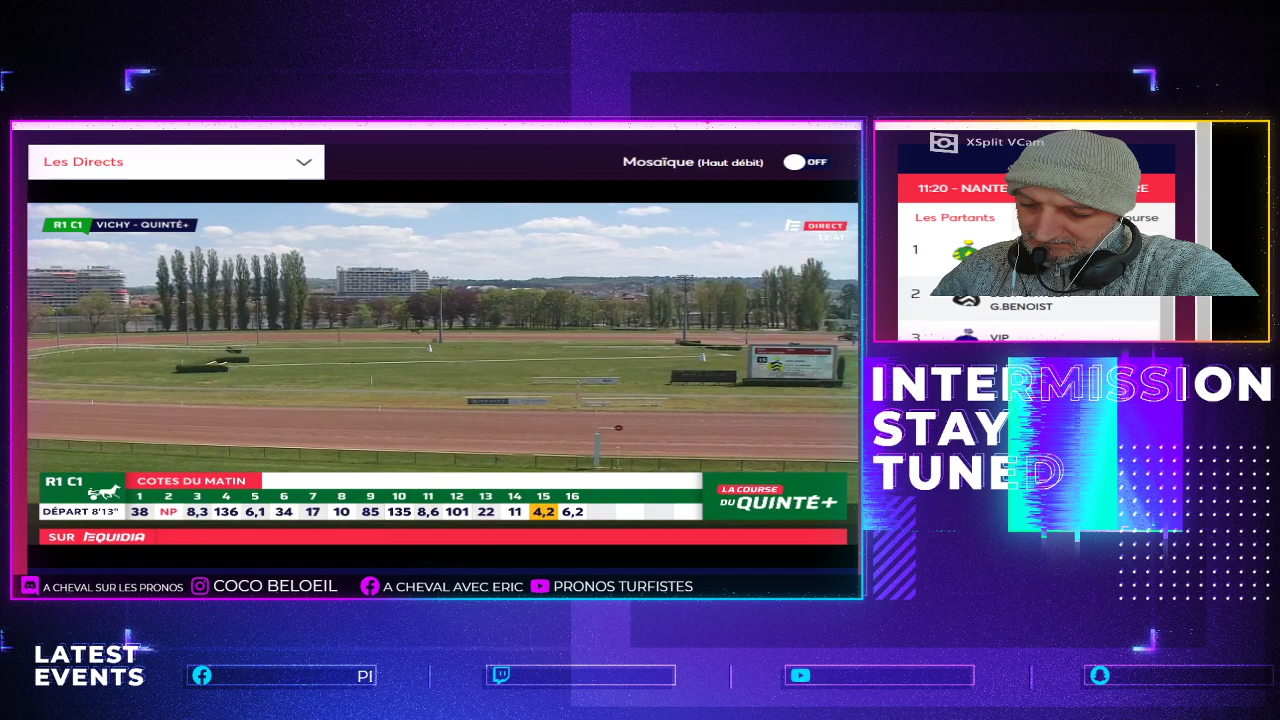 Les Directs
Mosaïque (Haut débit)
OFF
R1 C1 VICHY - QUINTÉ+
DIRECT
12:41
R1 C1
COTES DU MATIN
1 2 3 4 5 6 7 8 9 10 11 12 13 14 15 16
DÉPART 8'13" 38 NP 8,3 136 6,1 34 17 10 85 135 8,6 101 22 11 4,2 6,2
LA COURSE
DU QUINTÉ+
SUR EQUIDIA
A CHEVAL SUR LES PRONOS COCO BELOEIL A CHEVAL AVEC ERIC PRONOS TURFISTES
XSplit VCam
11:20 - NANTE
RE
Les Partants
ourse
1
2
G.BENOIST
3 VIP
INTERMISSION
STAY
TUNED
LATEST
EVENTS
PI